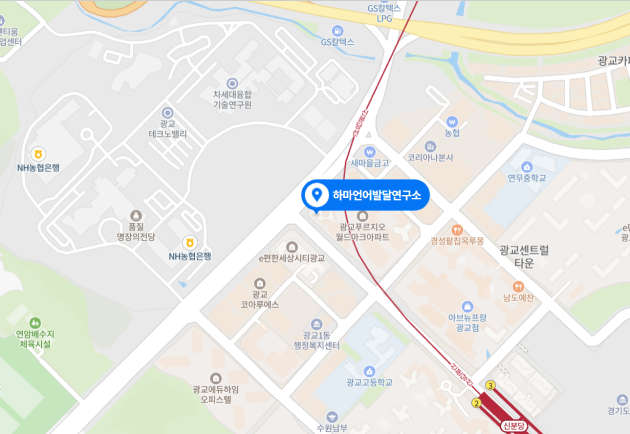 GS칼텍스
LPG
GS칼텍스
광교카페
차세대융합
기술연구원
광교
테크노밸리
농협
코리아나본사
NH농협은행
새마을금고
연무중학교
하마언어발달연구소
품질
명장의전당
광교푸르지오
월드마크아파트
경성팥집옥루몽
NH농협은행
e편한세상시티광교
광교센트럴
타운
광교
코아루에스
남도예찬
연암배수지
체육시설
아브뉴프랑
광교점
광교1동
행정복지센터
광교에듀하임
오피스텔
광교고등학교
3
2
신분당
수원남부
경기도